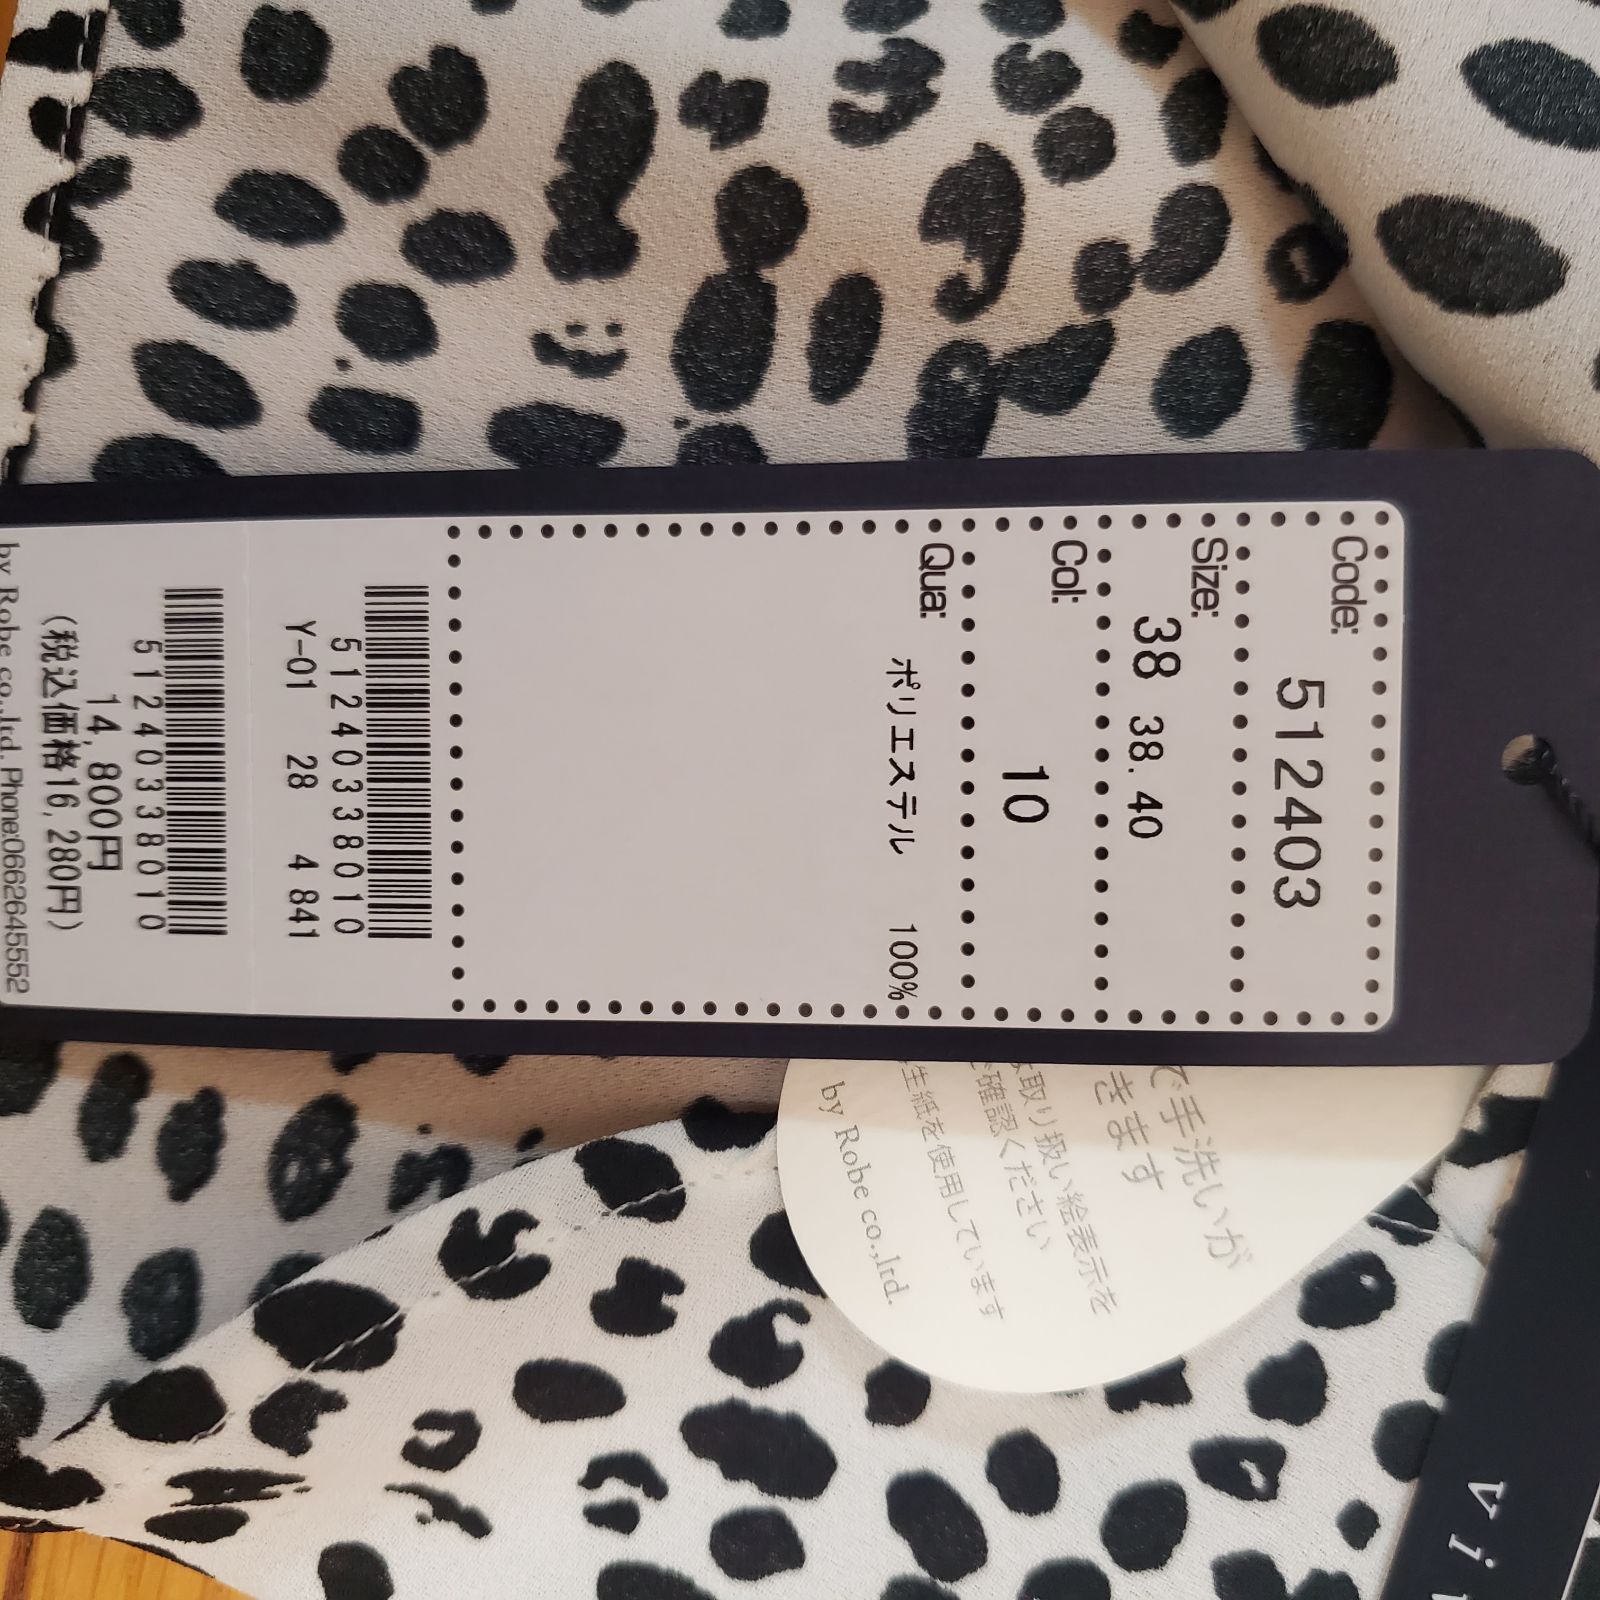 Code:
512403
Size:
38 38.40
Col:
10
Qua:
ポリエステル 100%
51240338010
Y-01 28 4 841
51240338010
14,800円
(税込価格16,280円)
by Robe co.,ltd. Phone:0662645552
で手洗いが
きます
取り扱い絵表示を
確認ください
生紙を使用しています
by Robe co.,ltd.